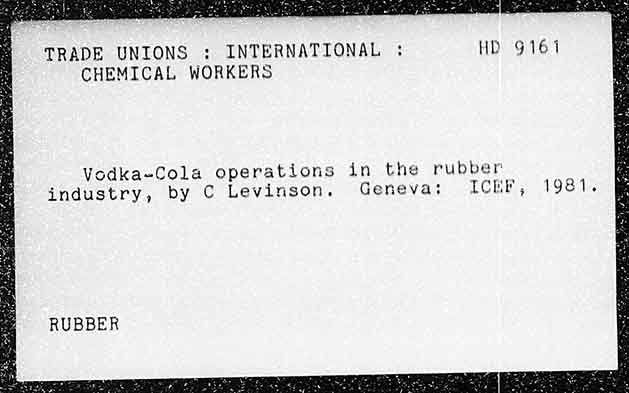 TRADE UNIONS : INTERNATIONAL : HD 9161
CHEMICAL WORKERS
Vodka-Cola operations in the rubber
industry, by C Levinson. Geneva: ICEF, 1981.
RUBBER